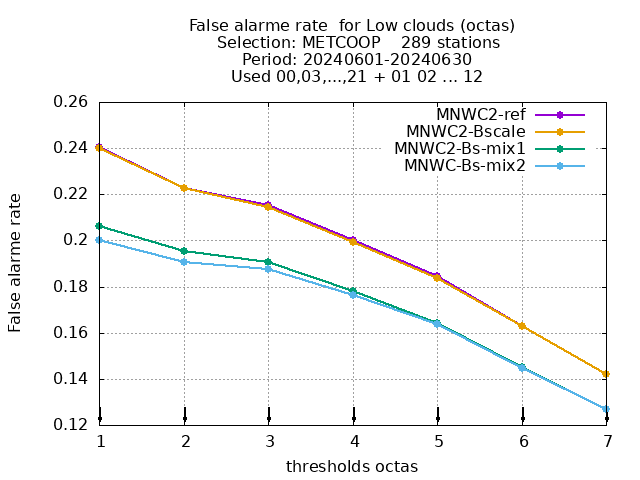 False alarme rate  for Low clouds (octas)
Selection: METCOOP    289 stations
Period: 20240601-20240630
Used 00,03,...,21 + 01 02 ... 12
MNWC2-ref
MNWC2-Bscale
MNWC2-Bs-mix1
MNWC-Bs-mix2
False alarme rate
0.26
0.24
0.22
0.2
0.18
0.16
0.14
0.12
1 2 3 4 5 6 7
thresholds octas